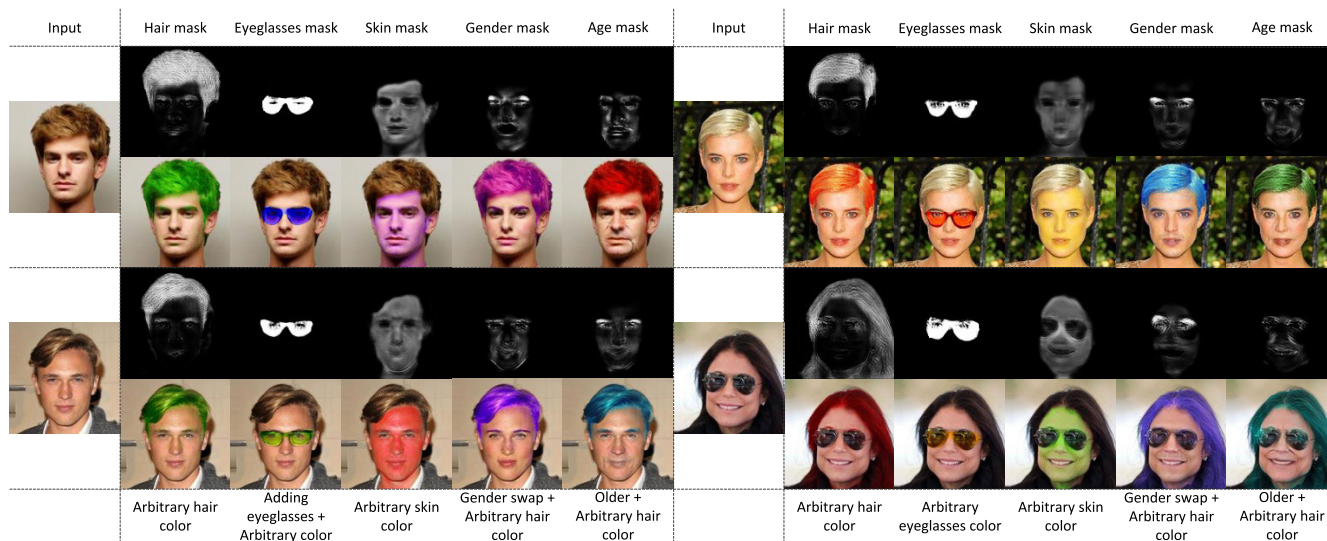 Input Hair mask Eyeglasses mask Skin mask Gender mask Age mask Input Hair mask Eyeglasses mask Skin mask Gender mask Age mask
Arbitrary hair
color
Adding
eyeglasses +
Arbitrary color
Arbitrary skin
color
Gender swap +
Arbitrary hair
color
Older +
Arbitrary hair
color
Arbitrary hair
color
Arbitrary
eyeglasses color
Arbitrary skin
color
Gender swap +
Arbitrary hair
color
Older +
Arbitrary hair
color